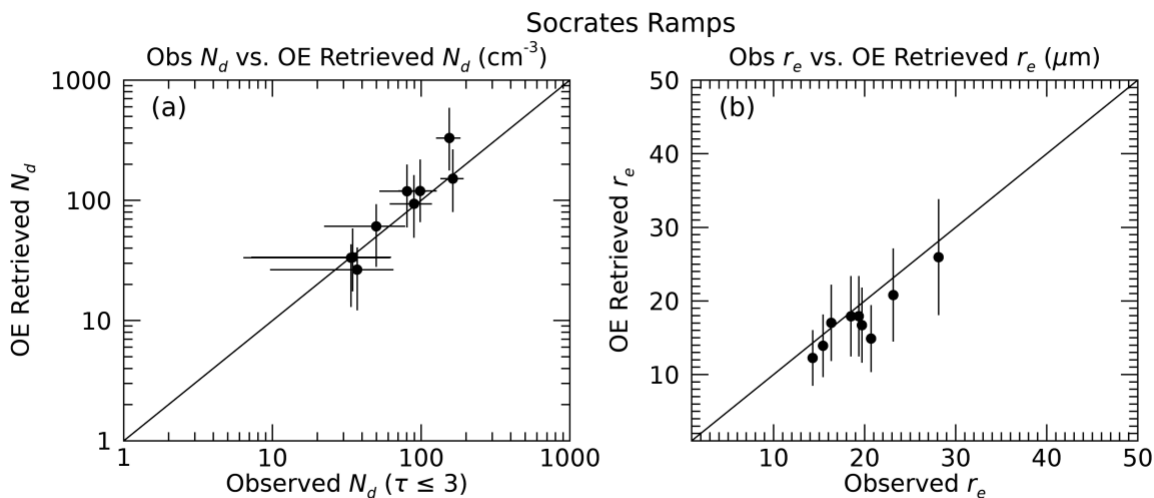 Socrates Ramps
Obs N_d vs. OE Retrieved N_d (cm⁻³)
(a)
OE Retrieved N_d
1000
100
10
1
1 10 100 1000
Observed N_d (τ ≤ 3)
Obs r_e vs. OE Retrieved r_e (μm)
(b)
OE Retrieved r_e
50
40
30
20
10
10 20 30 40 50
Observed r_e